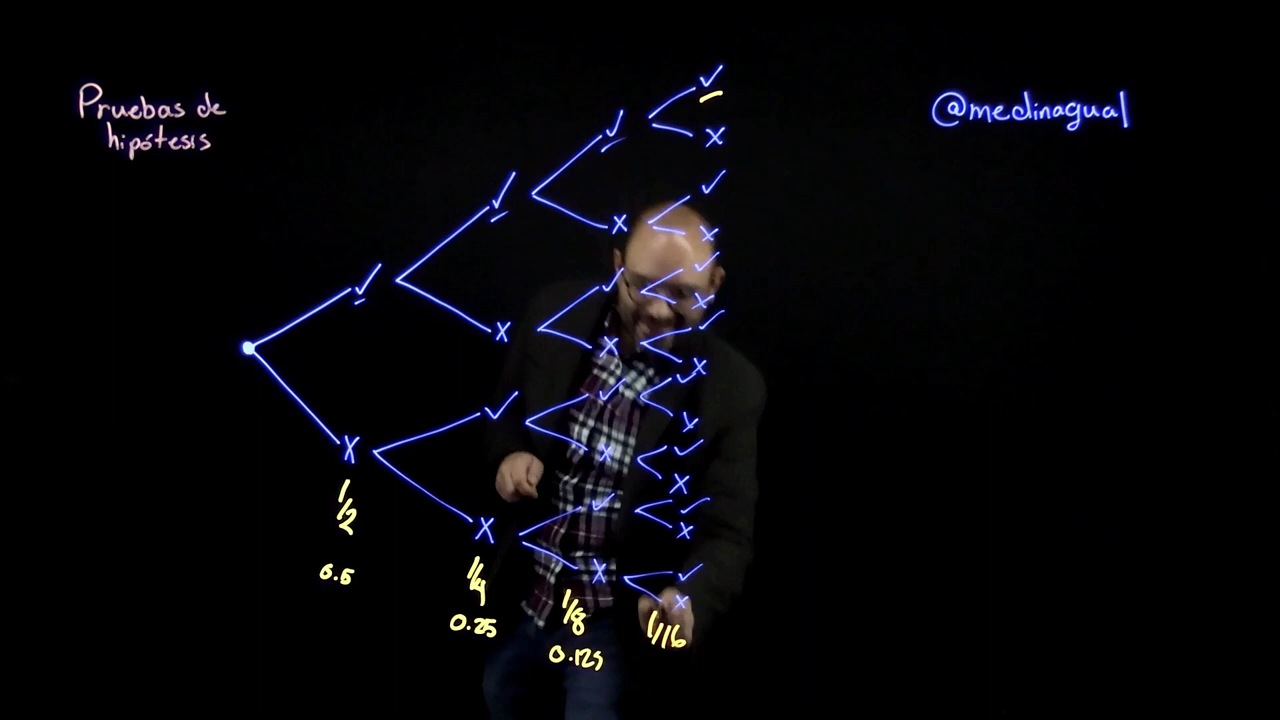 Pruebas de
hipótesis
@medinagual
✓
X
✓
X
✓
X
✓
X
✓
X
✓
X
✓
X
✓
X
✓
X
✓
X
✓
X
✓
X
✓
X
✓
X
✓
X
1/2
0.5
1/4
0.25
1/8
0.125
1/16